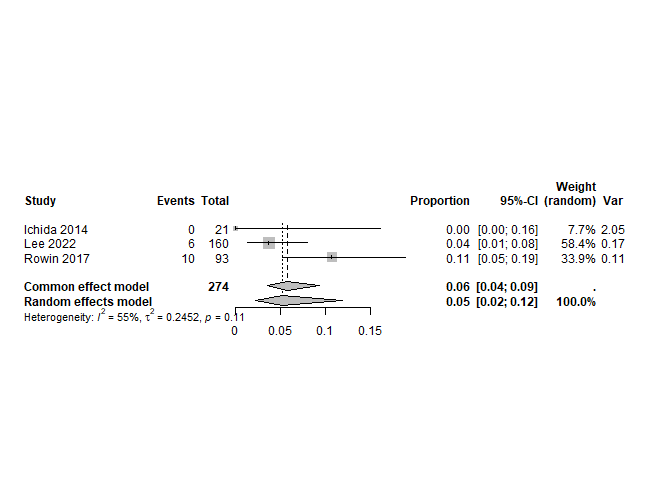 Weight
Study Events Total Proportion 95%-CI (random) Var
Ichida 2014 0 21 0.00 [0.00; 0.16] 7.7% 2.05
Lee 2022 6 160 0.04 [0.01; 0.08] 58.4% 0.17
Rowin 2017 10 93 0.11 [0.05; 0.19] 33.9% 0.11
Common effect model 274 0.06 [0.04; 0.09] .
Random effects model 0.05 [0.02; 0.12] 100.0%
Heterogeneity: I² = 55%, τ² = 0.2452, p = 0.11
0 0.05 0.1 0.15